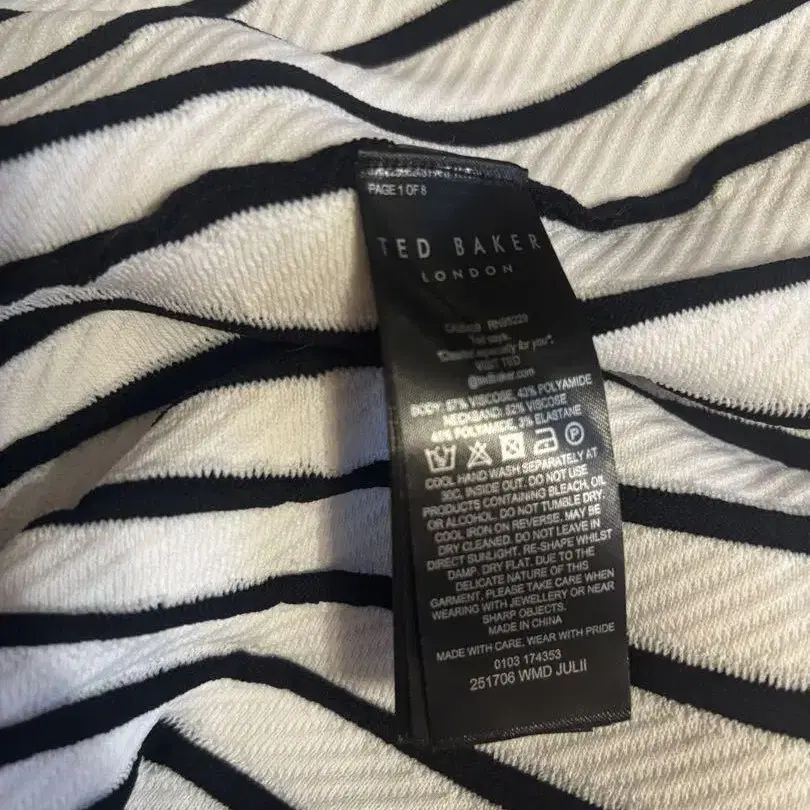 PAGE 1 OF 8
TED BAKER
LONDON
Ted says,
"Created especially for you".
VISIT TED
@tedbaker.com
BODY: 57% VISCOSE, 43% POLYAMIDE
NECKBAND: 52% VISCOSE
POLYAMIDE, 3% ELASTANE
P
COOL HAND WASH SEPARATELY AT
30C, INSIDE OUT. DO NOT USE
PRODUCTS CONTAINING BLEACH, OIL
OR ALCOHOL. DO NOT TUMBLE DRY.
COOL IRON ON REVERSE. MAY BE
DRY CLEANED. DO NOT LEAVE IN
DIRECT SUNLIGHT. RE-SHAPE WHILST
DAMP. DRY FLAT. DUE TO THE
DELICATE NATURE OF THIS
GARMENT, PLEASE TAKE CARE WHEN
WEARING WITH JEWELLERY OR NEAR
SHARP OBJECTS.
MADE IN CHINA
MADE WITH CARE, WEAR WITH PRIDE
0103 174353
251706 WMD JULII